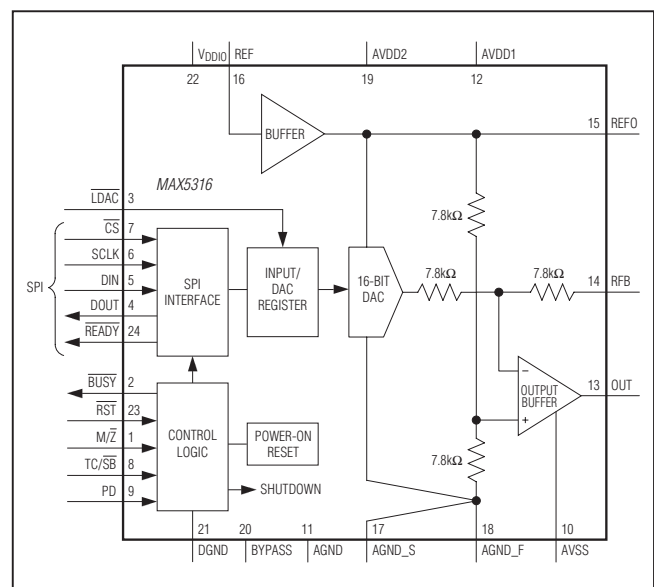 VDDIO REF AVDD2 AVDD1
22 16 19 12
BUFFER
15 REFO
MAX5316
LDAC 3
7.8kΩ
CS 7
SCLK 6
SPI
DIN 5
DOUT 4
READY 24
SPI
INTERFACE
INPUT/
DAC
REGISTER
16-BIT
DAC
7.8kΩ
7.8kΩ
14 RFB
BUSY 2
RST 23
M/Z 1
TC/SB 8
PD 9
CONTROL
LOGIC
POWER-ON
RESET
SHUTDOWN
−
OUTPUT
BUFFER
+
13 OUT
7.8kΩ
21 20 11 17 18 10
DGND BYPASS AGND AGND_S AGND_F AVSS